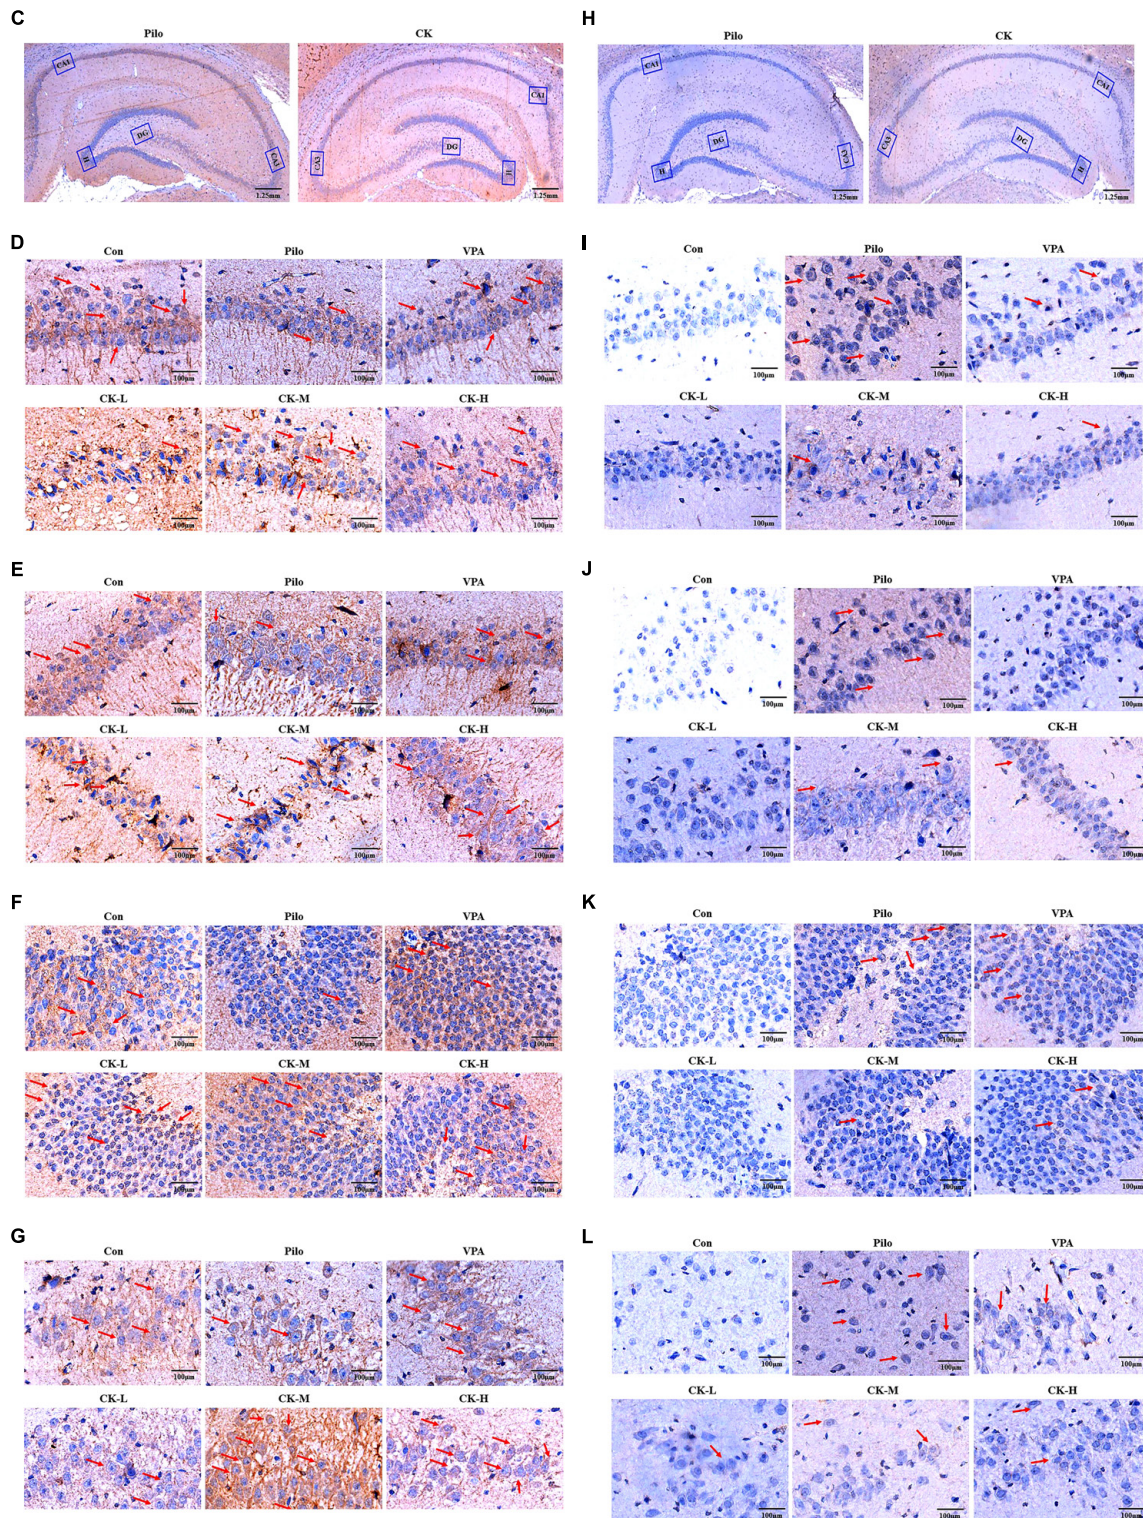 C
Pilo CK
CA1 CA1
DG DG
H H
CA3 CA3
1.25mm 1.25mm
H
Pilo CK
CA1 CA1
DG DG
H H
CA3 CA3
1.25mm 1.25mm
D
Con Pilo VPA
100μm 100μm 100μm
CK-L CK-M CK-H
100μm 100μm 100μm
I
Con Pilo VPA
100μm 100μm 100μm
CK-L CK-M CK-H
100μm 100μm 100μm
E
Con Pilo VPA
100μm 100μm 100μm
CK-L CK-M CK-H
100μm 100μm 100μm
J
Con Pilo VPA
100μm 100μm 100μm
CK-L CK-M CK-H
100μm 100μm 100μm
F
Con Pilo VPA
100μm 100μm 100μm
CK-L CK-M CK-H
100μm 100μm 100μm
K
Con Pilo VPA
100μm 100μm 100μm
CK-L CK-M CK-H
100μm 100μm 100μm
G
Con Pilo VPA
100μm 100μm 100μm
CK-L CK-M CK-H
100μm 100μm 100μm
L
Con Pilo VPA
100μm 100μm 100μm
CK-L CK-M CK-H
100μm 100μm 100μm